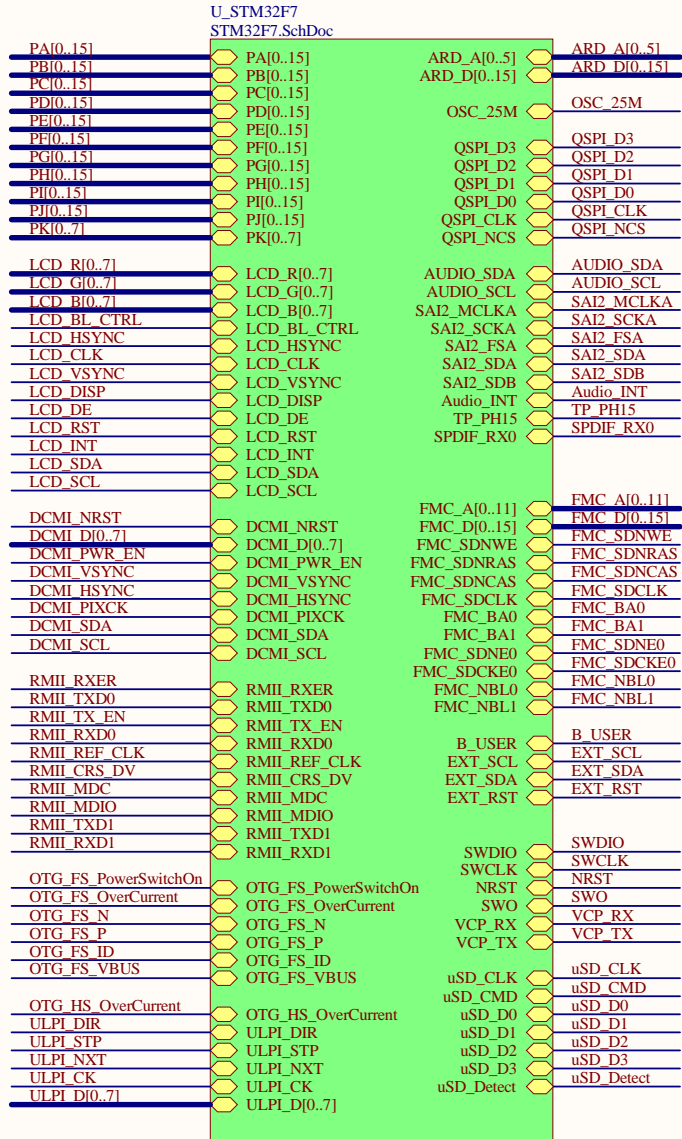 U_STM32F7
STM32F7.SchDoc
PA[0..15] PA[0..15] ARD_A[0..5] ARD_A[0..5]
PB[0..15] PB[0..15] ARD_D[0..15] ARD_D[0..15]
PC[0..15] PC[0..15]
PD[0..15] PD[0..15] OSC_25M OSC_25M
PE[0..15] PE[0..15]
PF[0..15] PF[0..15] QSPI_D3 QSPI_D3
PG[0..15] PG[0..15] QSPI_D2 QSPI_D2
PH[0..15] PH[0..15] QSPI_D1 QSPI_D1
PI[0..15] PI[0..15] QSPI_D0 QSPI_D0
PJ[0..15] PJ[0..15] QSPI_CLK QSPI_CLK
PK[0..7] PK[0..7] QSPI_NCS QSPI_NCS
LCD_R[0..7] LCD_R[0..7] AUDIO_SDA AUDIO_SDA
LCD_G[0..7] LCD_G[0..7] AUDIO_SCL AUDIO_SCL
LCD_B[0..7] LCD_B[0..7] SAI2_MCLKA SAI2_MCLKA
LCD_BL_CTRL LCD_BL_CTRL SAI2_SCKA SAI2_SCKA
LCD_HSYNC LCD_HSYNC SAI2_FSA SAI2_FSA
LCD_CLK LCD_CLK SAI2_SDA SAI2_SDA
LCD_VSYNC LCD_VSYNC SAI2_SDB SAI2_SDB
LCD_DISP LCD_DISP Audio_INT Audio_INT
LCD_DE LCD_DE TP_PH15 TP_PH15
LCD_RST LCD_RST SPDIF_RX0 SPDIF_RX0
LCD_INT LCD_INT
LCD_SDA LCD_SDA
LCD_SCL LCD_SCL
FMC_A[0..11] FMC_A[0..11]
DCMI_NRST DCMI_NRST FMC_D[0..15] FMC_D[0..15]
DCMI_D[0..7] DCMI_D[0..7] FMC_SDNWE FMC_SDNWE
DCMI_PWR_EN DCMI_PWR_EN FMC_SDNRAS FMC_SDNRAS
DCMI_VSYNC DCMI_VSYNC FMC_SDNCAS FMC_SDNCAS
DCMI_HSYNC DCMI_HSYNC FMC_SDCLK FMC_SDCLK
DCMI_PIXCK DCMI_PIXCK FMC_BA0 FMC_BA0
DCMI_SDA DCMI_SDA FMC_BA1 FMC_BA1
DCMI_SCL DCMI_SCL FMC_SDNE0 FMC_SDNE0
FMC_SDCKE0 FMC_SDCKE0
RMII_RXER RMII_RXER FMC_NBL0 FMC_NBL0
RMII_TXD0 RMII_TXD0 FMC_NBL1 FMC_NBL1
RMII_TX_EN RMII_TX_EN
RMII_RXD0 RMII_RXD0 B_USER B_USER
RMII_REF_CLK RMII_REF_CLK EXT_SCL EXT_SCL
RMII_CRS_DV RMII_CRS_DV EXT_SDA EXT_SDA
RMII_MDC RMII_MDC EXT_RST EXT_RST
RMII_MDIO RMII_MDIO
RMII_TXD1 RMII_TXD1
RMII_RXD1 RMII_RXD1 SWDIO SWDIO
SWCLK SWCLK
OTG_FS_PowerSwitchOn OTG_FS_PowerSwitchOn NRST NRST
OTG_FS_OverCurrent OTG_FS_OverCurrent SWO SWO
OTG_FS_N OTG_FS_N VCP_RX VCP_RX
OTG_FS_P OTG_FS_P VCP_TX VCP_TX
OTG_FS_ID OTG_FS_ID
OTG_FS_VBUS OTG_FS_VBUS uSD_CLK uSD_CLK
uSD_CMD uSD_CMD
OTG_HS_OverCurrent OTG_HS_OverCurrent uSD_D0 uSD_D0
ULPI_DIR ULPI_DIR uSD_D1 uSD_D1
ULPI_STP ULPI_STP uSD_D2 uSD_D2
ULPI_NXT ULPI_NXT uSD_D3 uSD_D3
ULPI_CK ULPI_CK uSD_Detect uSD_Detect
ULPI_D[0..7] ULPI_D[0..7]